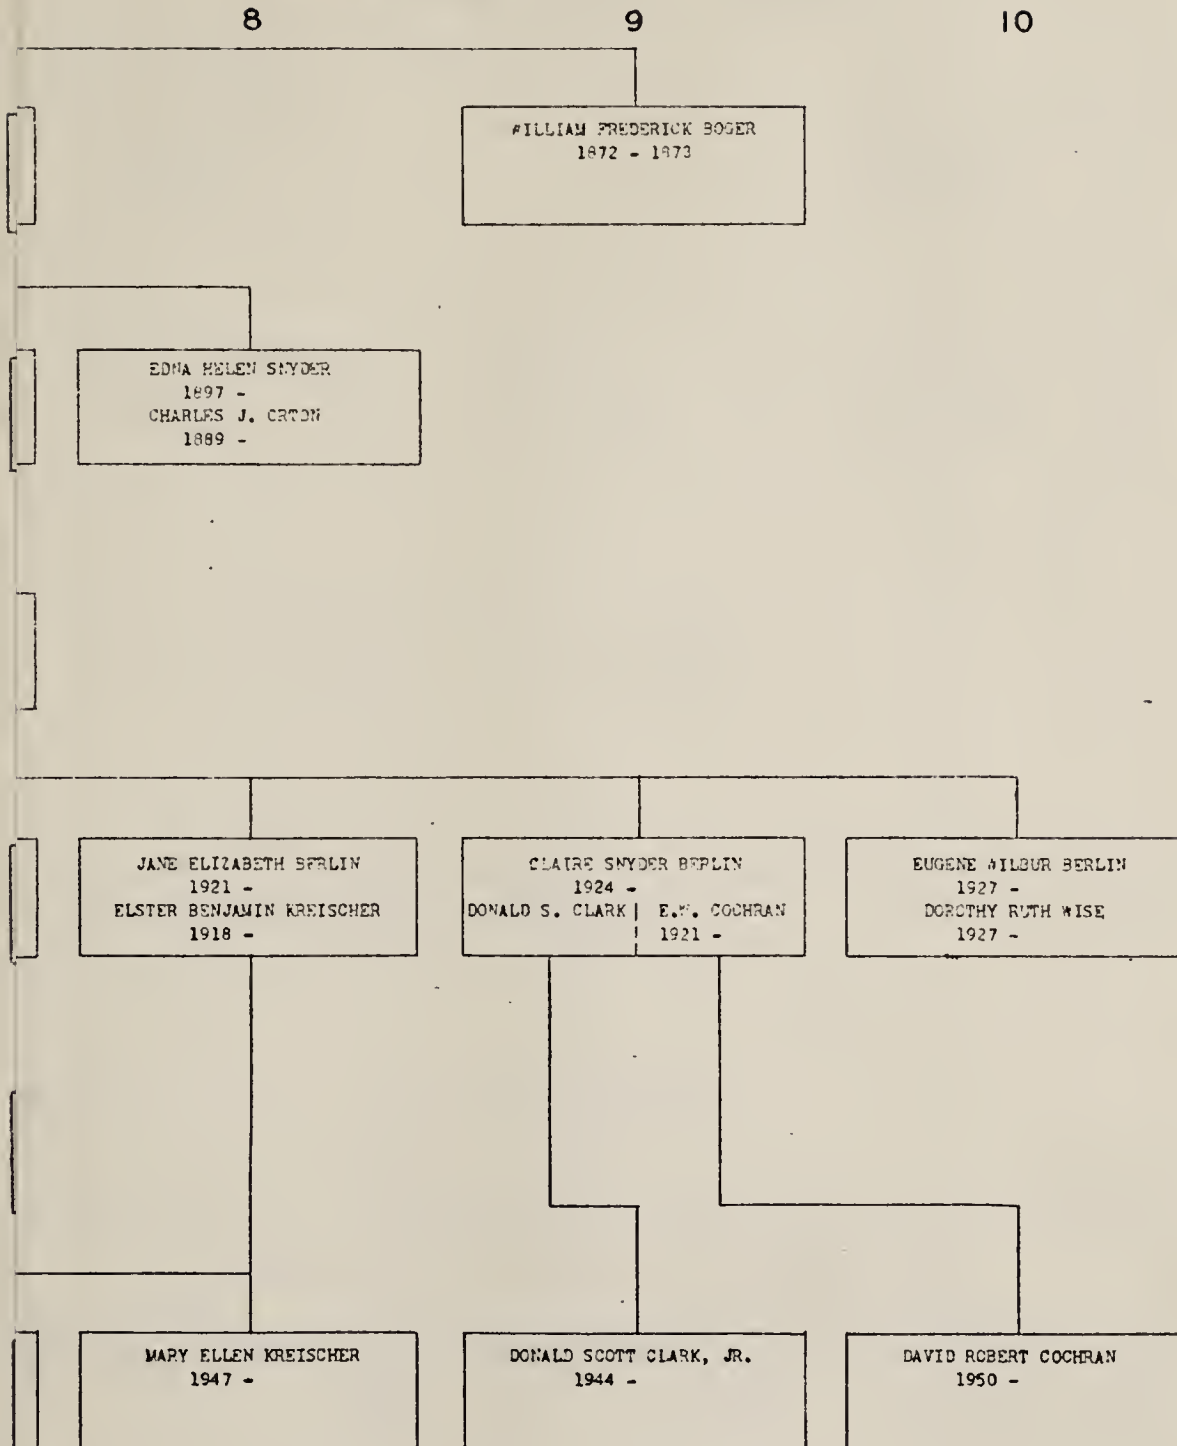 8 9 10
WILLIAM FREDERICK BOGER
1872 - 1873
EDNA HELEN SNYDER
1897 -
CHARLES J. ORTON
1889 -
JANE ELIZABETH BERLIN
1921 -
ELSTER BENJAMIN KREISCHER
1918 -
CLAIRE SNYDER BERLIN
1924 -
DONALD S. CLARK | E.W. COCHRAN
1921 -
EUGENE WILBUR BERLIN
1927 -
DOROTHY RUTH WISE
1927 -
MARY ELLEN KREISCHER
1947 -
DONALD SCOTT CLARK, JR.
1944 -
DAVID ROBERT COCHRAN
1950 -